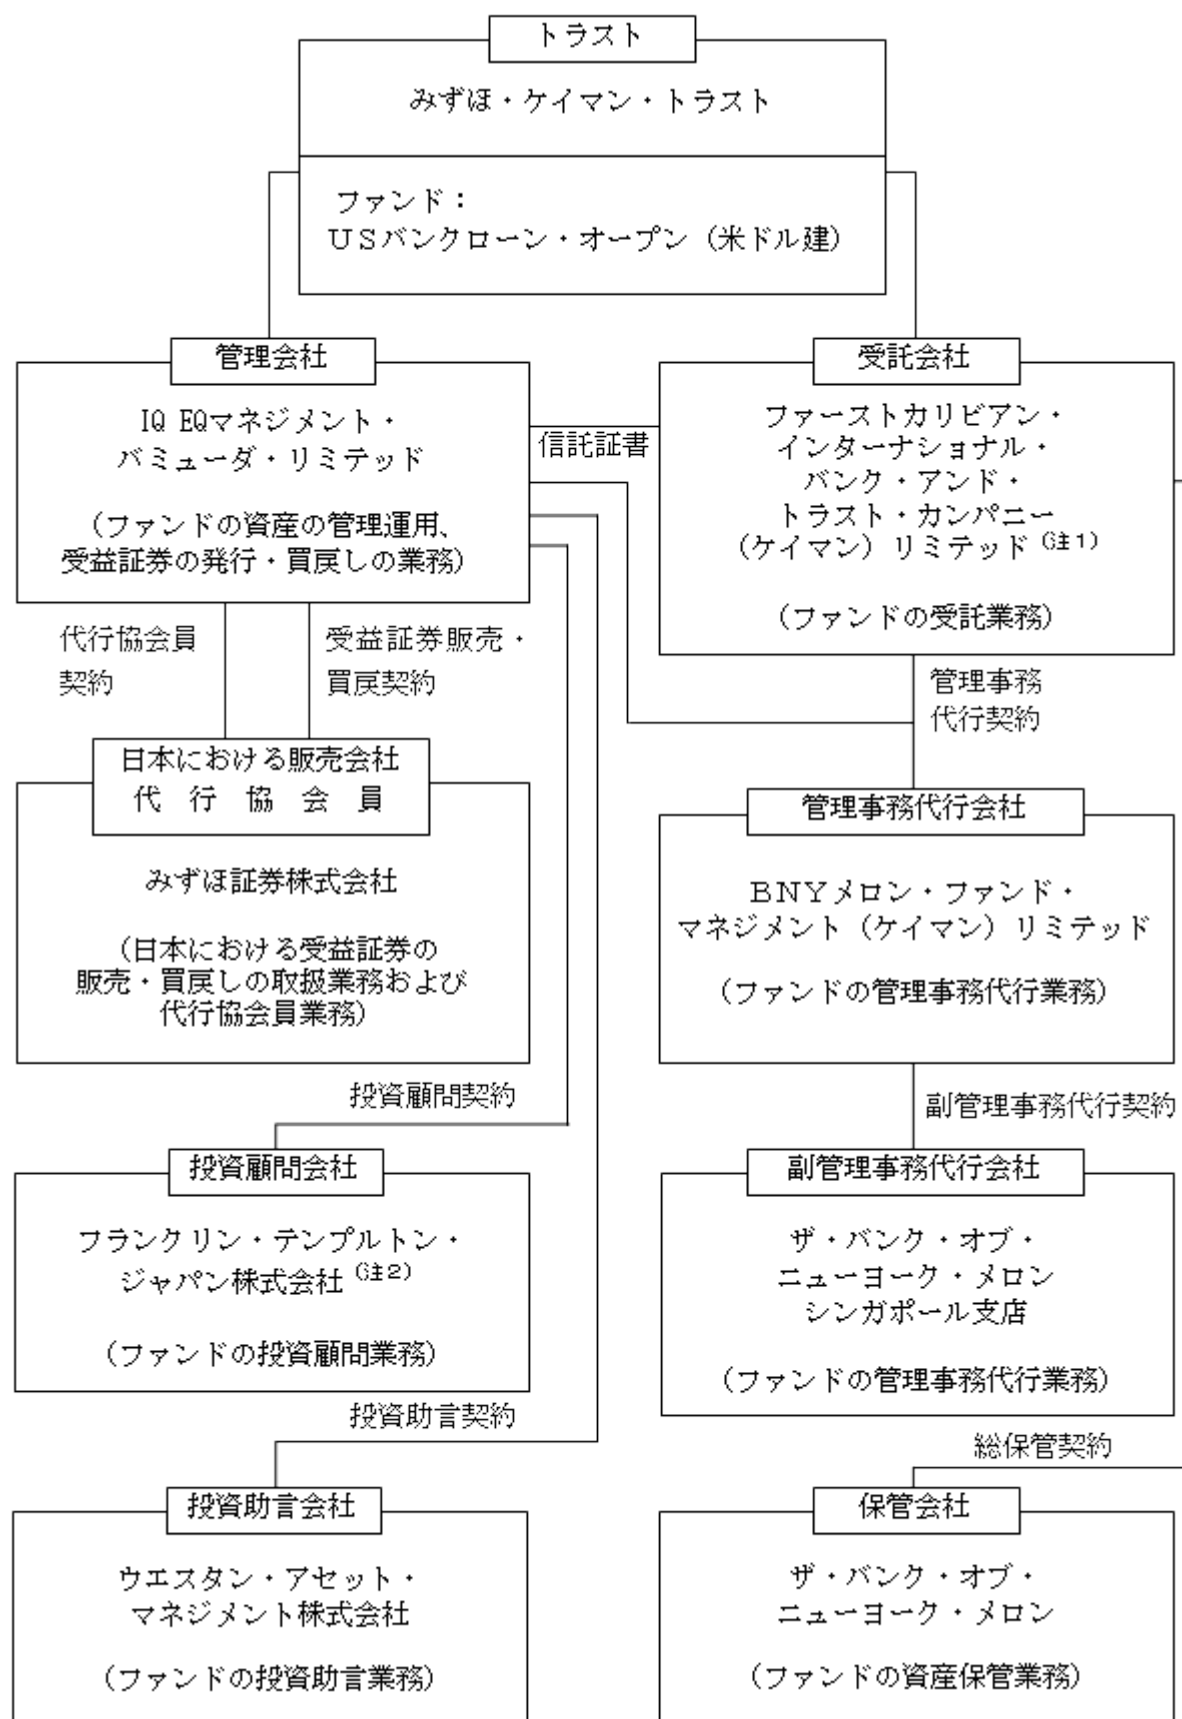 トラスト
みずほ・ケイマン・トラスト
ファンド：
ＵＳバンクローン・オープン（米ドル建）
管理会社
IQ EQマネジメント・
バミューダ・リミテッド
（ファンドの資産の管理運用、
受益証券の発行・買戻しの業務）
信託証書
受託会社
ファーストカリビアン・
インターナショナル・
バンク・アンド・
トラスト・カンパニー
（ケイマン）リミテッド（注１）
（ファンドの受託業務）
代行協会員
契約
受益証券販売・
買戻契約
管理事務
代行契約
日本における販売会社
代　行　協　会　員
みずほ証券株式会社
（日本における受益証券の
販売・買戻しの取扱業務および
代行協会員業務）
管理事務代行会社
ＢＮＹメロン・ファンド・
マネジメント（ケイマン）リミテッド
（ファンドの管理事務代行業務）
投資顧問契約
副管理事務代行契約
投資顧問会社
フランクリン・テンプルトン・
ジャパン株式会社（注２）
（ファンドの投資顧問業務）
副管理事務代行会社
ザ・バンク・オブ・
ニューヨーク・メロン
シンガポール支店
（ファンドの管理事務代行業務）
投資助言契約
総保管契約
投資助言会社
ウエスタン・アセット・
マネジメント株式会社
（ファンドの投資助言業務）
保管会社
ザ・バンク・オブ・
ニューヨーク・メロン
（ファンドの資産保管業務）